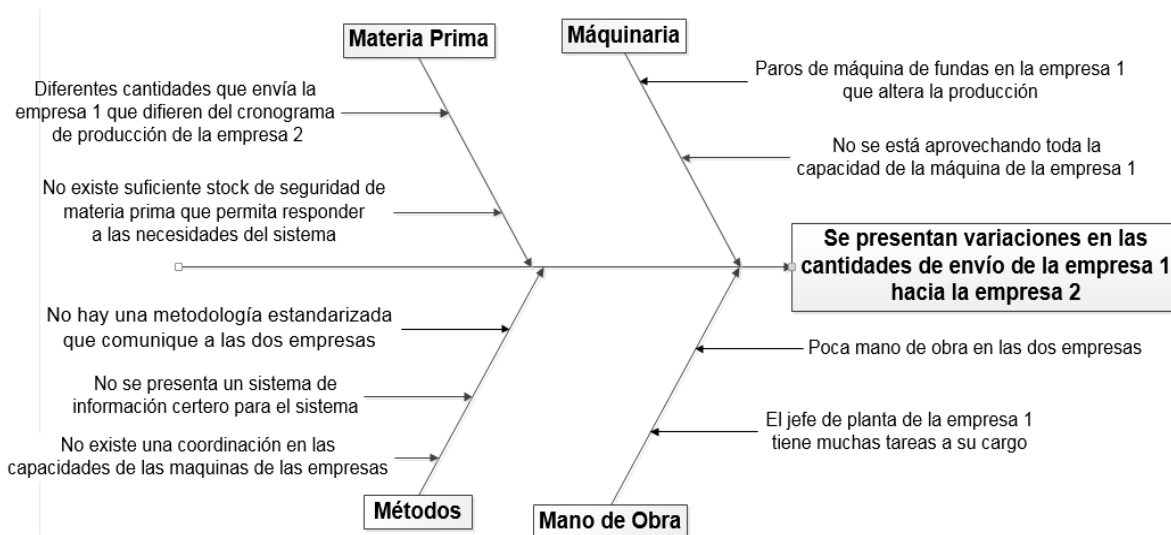 Materia Prima
Máquinaria
Diferentes cantidades que envía la
empresa 1 que difieren del cronograma
de producción de la empresa 2
Paros de máquina de fundas en la empresa 1
que altera la producción
No se está aprovechando toda la
capacidad de la máquina de la empresa 1
No existe suficiente stock de seguridad de
materia prima que permita responder
a las necesidades del sistema
Se presentan variaciones en las
cantidades de envío de la empresa 1
hacia la empresa 2
No hay una metodología estandarizada
que comunique a las dos empresas
Poca mano de obra en las dos empresas
No se presenta un sistema de
información certero para el sistema
El jefe de planta de la empresa 1
tiene muchas tareas a su cargo
No existe una coordinación en las
capacidades de las maquinas de las empresas
Métodos
Mano de Obra